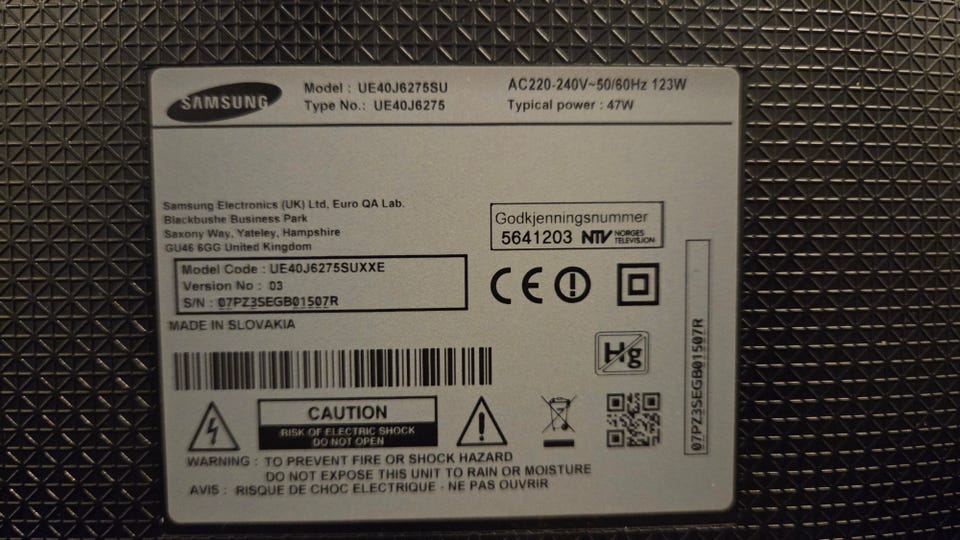 SAMSUNG
Model : UE40J6275SU
Type No.: UE40J6275
AC220-240V~50/60Hz 123W
Typical power : 47W
Samsung Electronics (UK) Ltd, Euro QA Lab.
Blackbushe Business Park
Saxony Way, Yateley, Hampshire
GU46 6GG United Kingdom
Godkjenningsnummer
5641203 NTV NORGES TELEVISJON
Model Code : UE40J6275SUXXE
Version No : 03
S/N : 07PZ3SEGB01507R
MADE IN SLOVAKIA
CE
Hg
07PZ3SEGB01507R
CAUTION
RISK OF ELECTRIC SHOCK
DO NOT OPEN
WARNING : TO PREVENT FIRE OR SHOCK HAZARD
DO NOT EXPOSE THIS UNIT TO RAIN OR MOISTURE
AVIS : RISQUE DE CHOC ELECTRIQUE - NE PAS OUVRIR